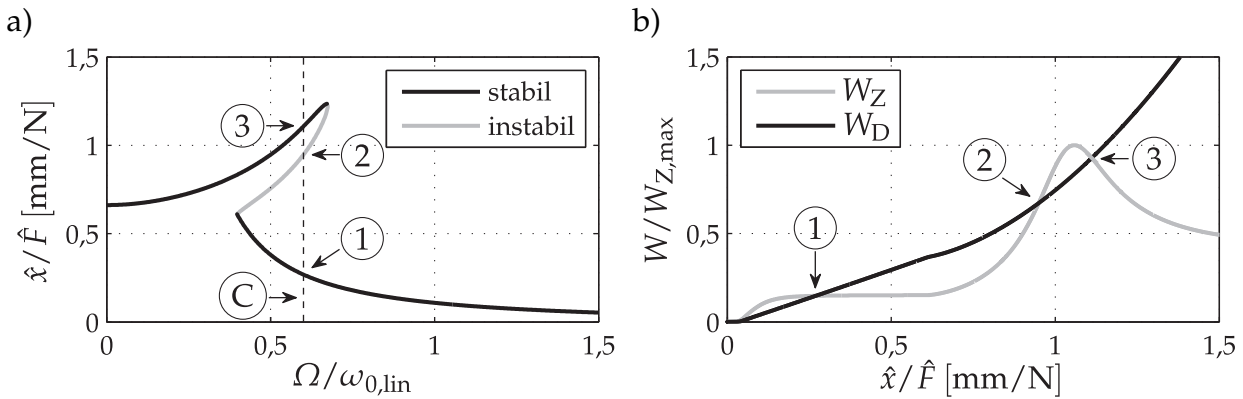 a)
1,5
1
0,5
0
0
0,5
1
1,5
x̂/F̂ [mm/N]
Ω/ω0,lin
stabil
instabil
3
2
1
C
b)
1,5
1
0,5
0
0
0,5
1
1,5
W/WZ,max
x̂/F̂ [mm/N]
WZ
WD
1
2
3